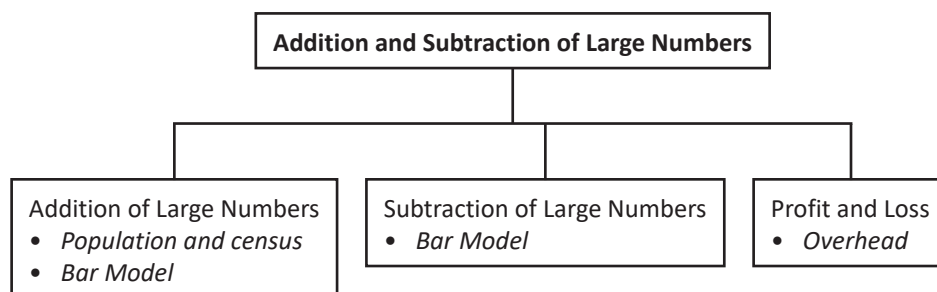 Addition and Subtraction of Large Numbers
Addition of Large Numbers
• Population and census
• Bar Model
Subtraction of Large Numbers
• Bar Model
Profit and Loss
• Overhead